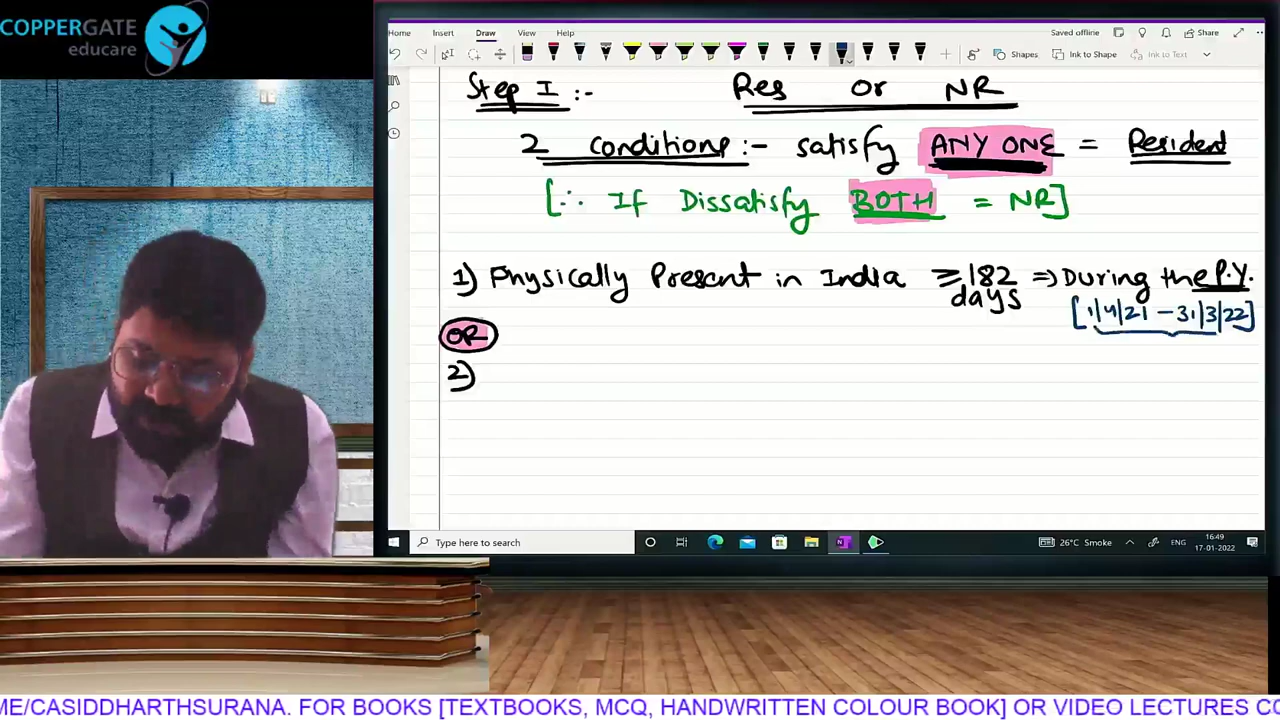 COPPERGATE
educare
Home Insert Draw View Help
Saved offline
Share
Shapes
Ink to Shape
Ink to Text
Step I :- Res Or NR
2 conditions :- satisfy ANY ONE = Resident
[∴ If Dissatisfy BOTH = NR]
1) Physically Present in India ≥182 days ⇒ During the P.Y.
[1/4/21 - 31/3/22]
OR
2)
Type here to search
26°C Smoke
ENG
16:49
17-01-2022
ME/CASIDDHARTHSURANA. FOR BOOKS [TEXTBOOKS, MCQ, HANDWRITTEN COLOUR BOOK] OR VIDEO LECTURES CO